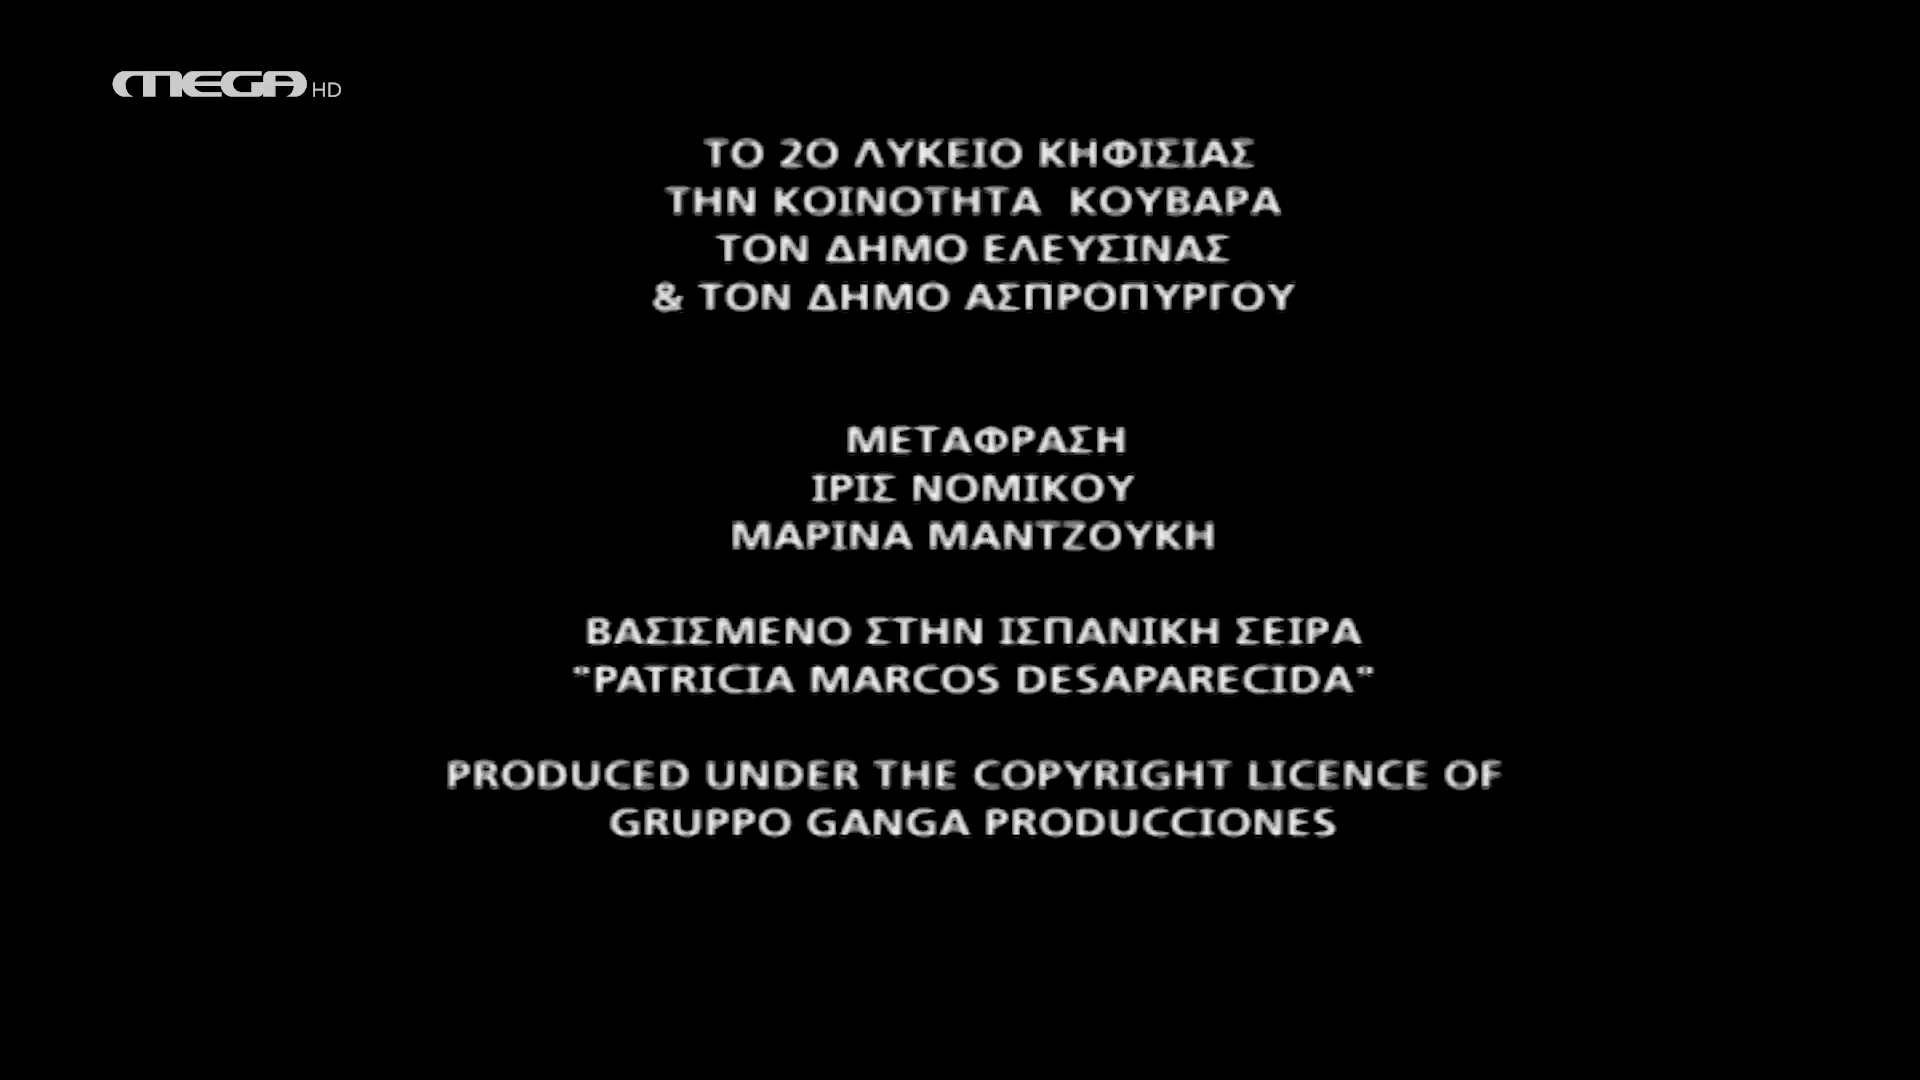 MEGA HD
ΤΟ 2Ο ΛΥΚΕΙΟ ΚΗΦΙΣΙΑΣ
ΤΗΝ ΚΟΙΝΟΤΗΤΑ ΚΟΥΒΑΡΑ
ΤΟΝ ΔΗΜΟ ΕΛΕΥΣΙΝΑΣ
& ΤΟΝ ΔΗΜΟ ΑΣΠΡΟΠΥΡΓΟΥ
ΜΕΤΑΦΡΑΣΗ
ΙΡΙΣ ΝΟΜΙΚΟΥ
ΜΑΡΙΝΑ ΜΑΝΤΖΟΥΚΗ
ΒΑΣΙΣΜΕΝΟ ΣΤΗΝ ΙΣΠΑΝΙΚΗ ΣΕΙΡΑ
"PATRICIA MARCOS DESAPARECIDA"
PRODUCED UNDER THE COPYRIGHT LICENCE OF
GRUPPO GANGA PRODUCCIONES